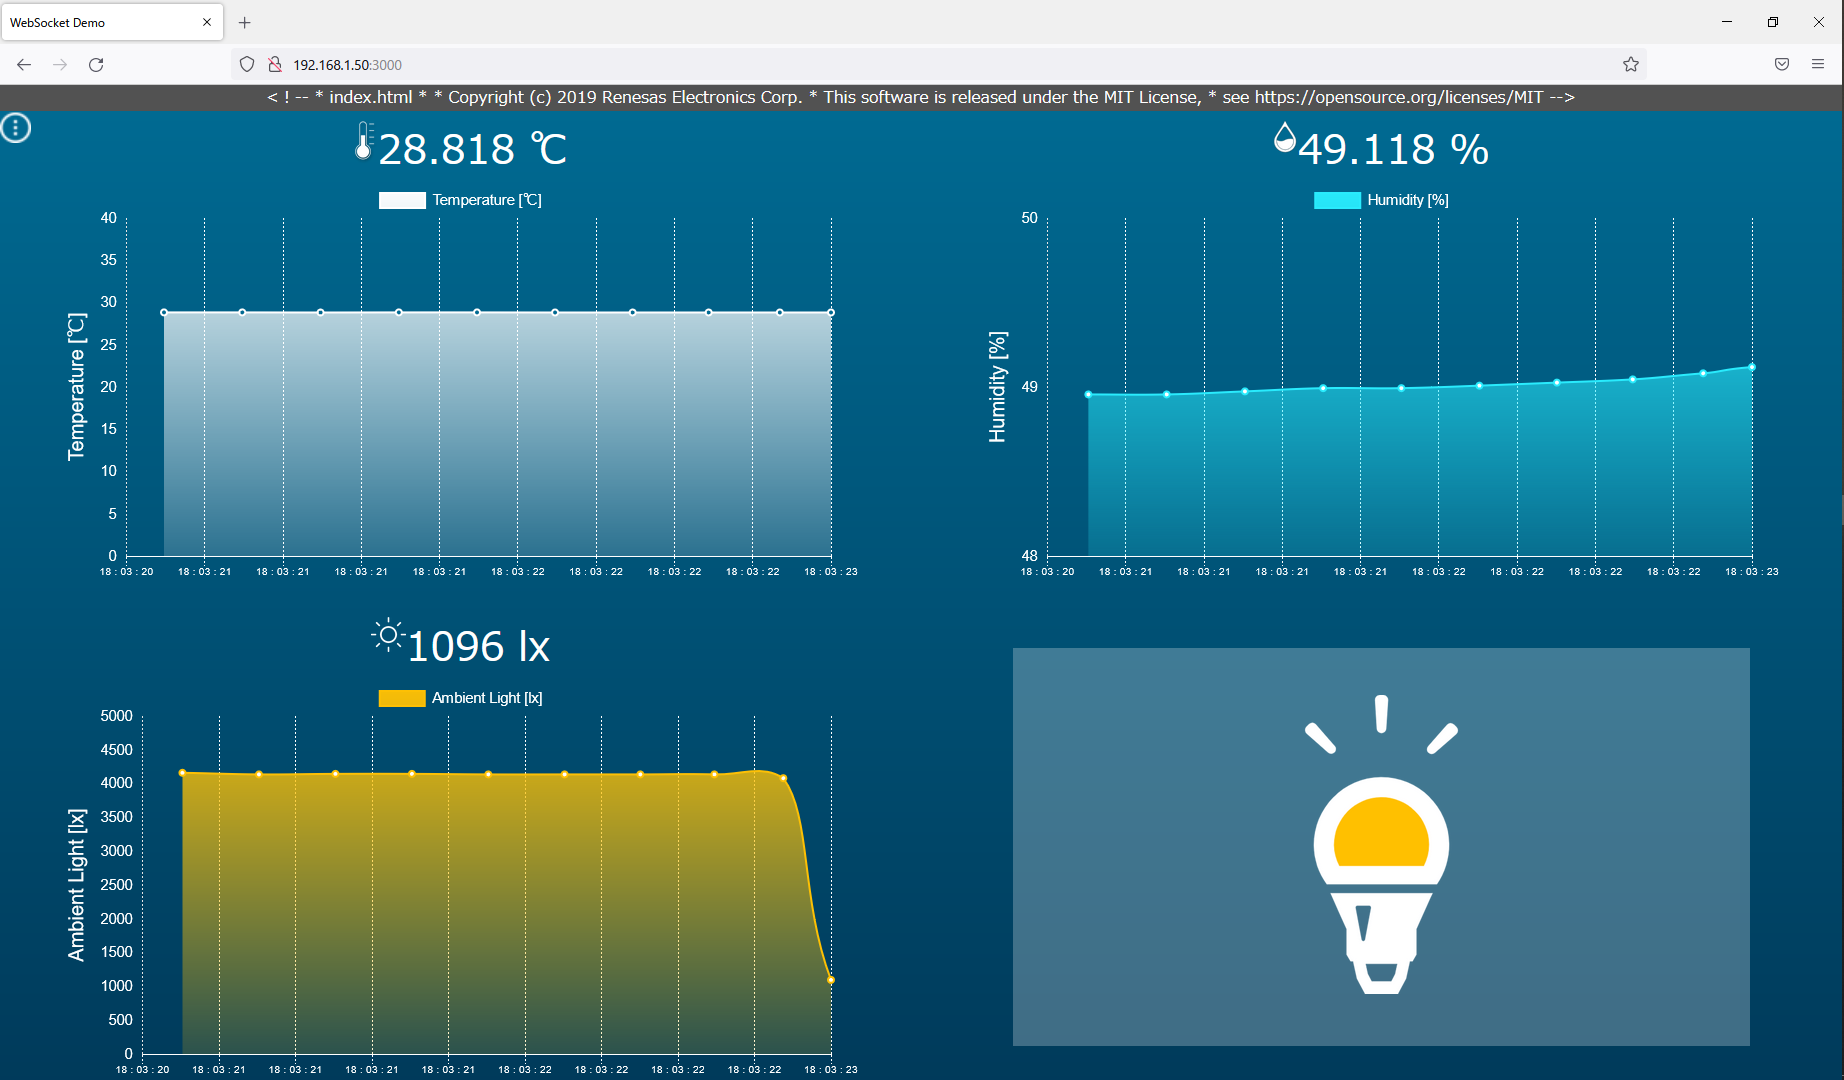 WebSocket Demo
192.168.1.50:3000
< ! -- * index.html * * Copyright (c) 2019 Renesas Electronics Corp. * This software is released under the MIT License, * see https://opensource.org/licenses/MIT -->
28.818 ℃
Temperature [℃]
40
35
30
25
20
15
10
5
0
Temperature [℃]
18 : 03 : 20 18 : 03 : 21 18 : 03 : 21 18 : 03 : 21 18 : 03 : 21 18 : 03 : 22 18 : 03 : 22 18 : 03 : 22 18 : 03 : 22 18 : 03 : 23
49.118 %
Humidity [%]
50
49
48
Humidity [%]
18 : 03 : 20 18 : 03 : 21 18 : 03 : 21 18 : 03 : 21 18 : 03 : 21 18 : 03 : 22 18 : 03 : 22 18 : 03 : 22 18 : 03 : 22 18 : 03 : 23
1096 lx
Ambient Light [lx]
5000
4500
4000
3500
3000
2500
2000
1500
1000
500
0
Ambient Light [lx]
18 : 03 : 20 18 : 03 : 21 18 : 03 : 21 18 : 03 : 21 18 : 03 : 21 18 : 03 : 22 18 : 03 : 22 18 : 03 : 22 18 : 03 : 22 18 : 03 : 23